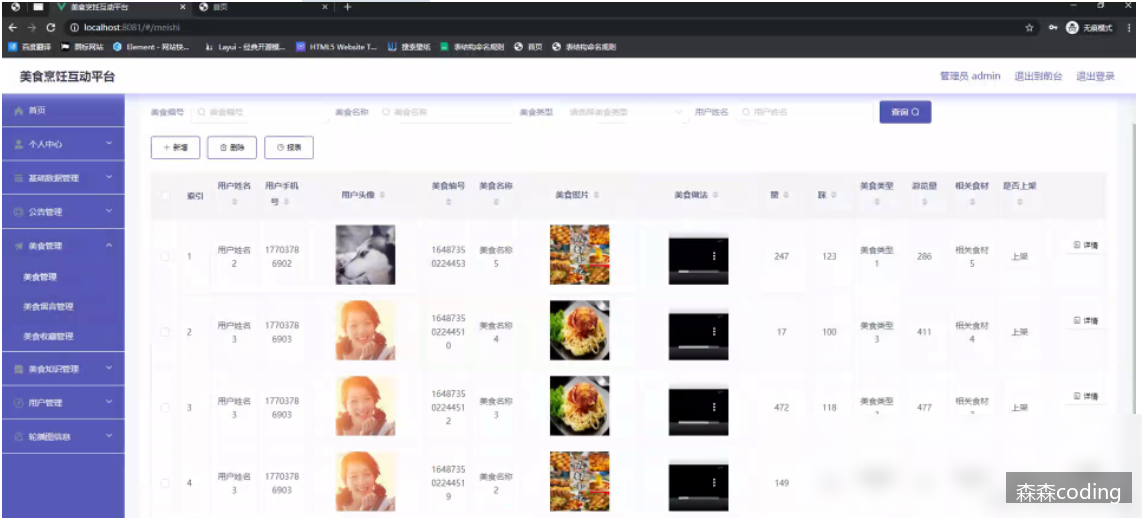 美食烹饪互动平台 首页
localhost:8081/#/meishi 无痕模式
百度翻译 图标网站 Element - 网站快... Layui - 经典开源模... HTML5 Website T... 搜索壁纸 表结构命名规则 首页 表结构命名规则
美食烹饪互动平台 管理员 admin 退出到前台 退出登录
首页
个人中心
基础数据管理
公告管理
美食管理
美食管理
美食留言管理
美食收藏管理
美食知识管理
用户管理
轮播图信息
美食编号 美食编号 美食名称 美食名称 美食类型 请选择美食类型 用户姓名 用户姓名 查询
+ 新增 删除 报表
索引 用户姓名 用户手机号 用户头像 美食编号 美食名称 美食图片 美食做法 赞 踩 美食类型 浏览量 相关食材 是否上架
1 用户姓名2 17703786902 16487350224453 美食名称5 247 123 美食类型1 286 相关食材5 上架 详情
2 用户姓名3 17703786903 164873502244510 美食名称4 17 100 美食类型3 411 相关食材4 上架 详情
3 用户姓名3 17703786903 164873502244512 美食名称3 472 118 美食类型 477 相关食材 上架 详情
4 用户姓名3 17703786903 164873502244519 美食名称2 149
森森coding